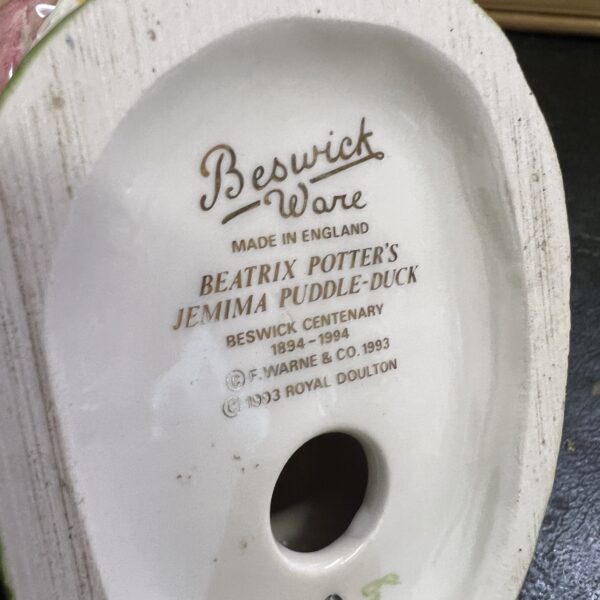 Beswick
Ware
MADE IN ENGLAND
BEATRIX POTTER'S
JEMIMA PUDDLE-DUCK
BESWICK CENTENARY
1894-1994
© F. WARNE & CO. 1993
© 1993 ROYAL DOULTON